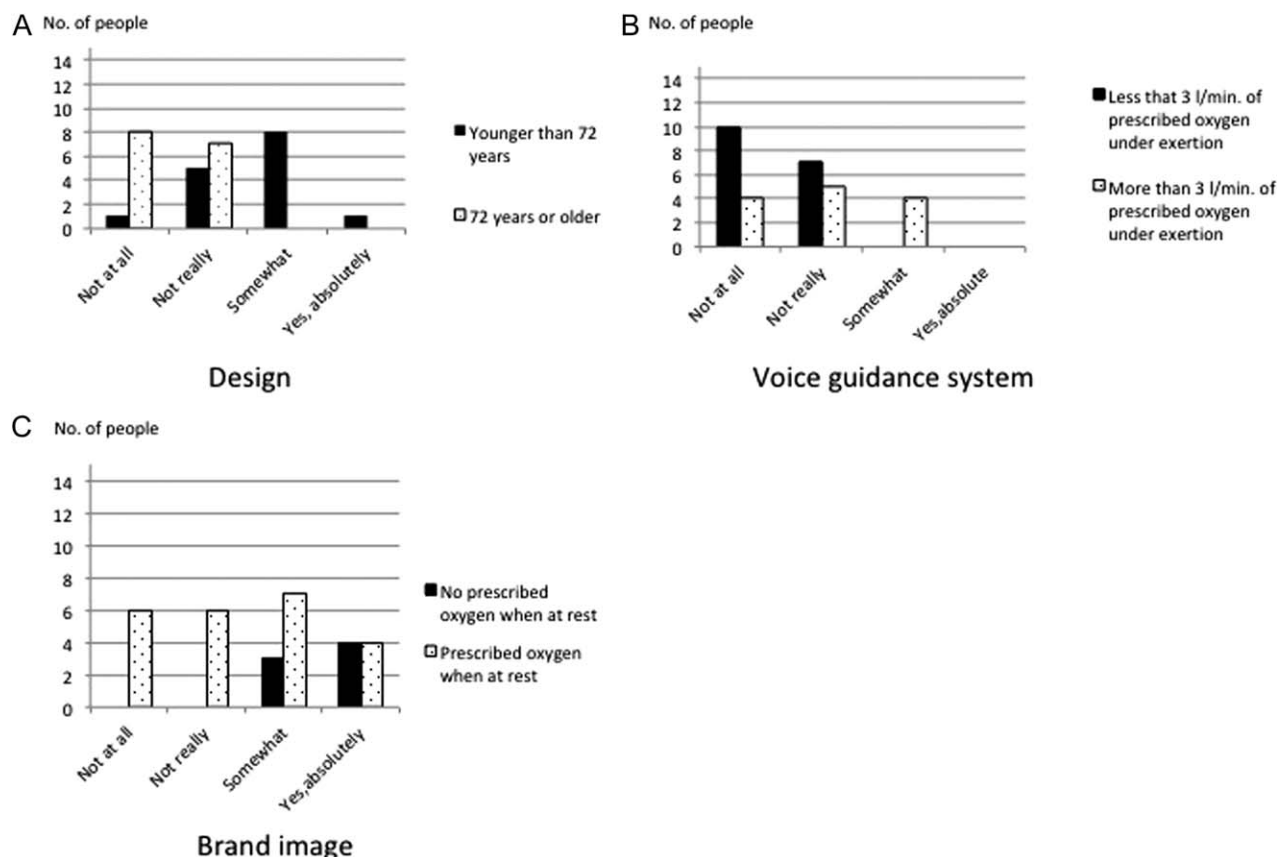 A No. of people
14
12
10
8
6
4
2
0
Not at all
Not really
Somewhat
Yes, absolutely
Younger than 72
years
72 years or older
Design
B No. of people
14
12
10
8
6
4
2
0
Not at all
Not really
Somewhat
Yes,absolute
Less that 3 l/min. of
prescribed oxygen
under exertion
More than 3 l/min. of
prescribed oxygen
under exertion
Voice guidance system
C No. of people
14
12
10
8
6
4
2
0
Not at all
Not really
Somewhat
Yes,absolutely
No prescribed
oxygen when at rest
Prescribed oxygen
when at rest
Brand image